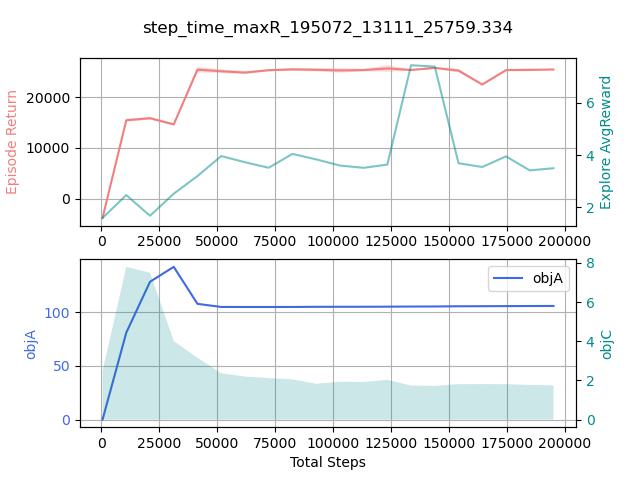 step_time_maxR_195072_13111_25759.334
Episode Return
20000
10000
0
Explore AvgReward
6
4
2
0 25000 50000 75000 100000 125000 150000 175000 200000
objA
100
50
0
objA
objC
8
6
4
2
0
0 25000 50000 75000 100000 125000 150000 175000 200000
Total Steps